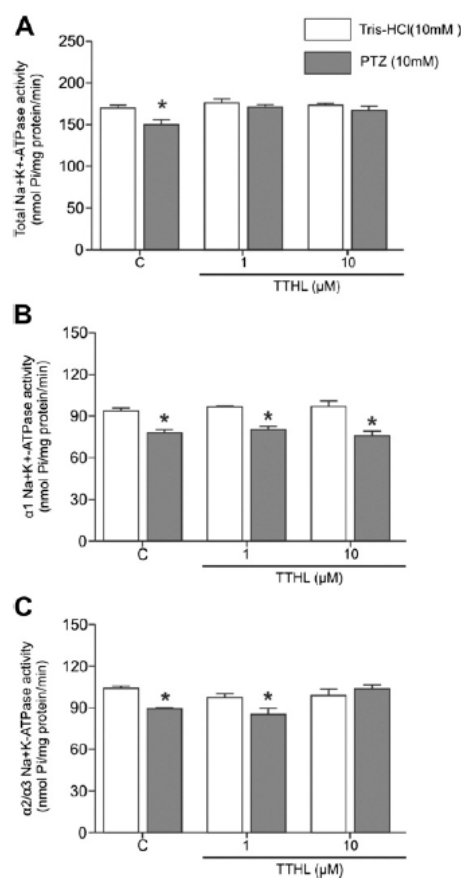 A
Tris-HCl(10mM )
PTZ (10mM)
Total Na+K+-ATPase activity
(nmol Pi/mg protein/min)
250
200
150
100
50
0
*
C
1
10
TTHL (µM)
B
α1 Na+K+-ATPase activity
(nmol Pi/mg protein/min)
150
120
90
60
30
0
*
*
*
C
1
10
TTHL (µM)
C
α2/α3 Na+K-ATPase activity
(nmol Pi/mg protein/min)
150
120
90
60
30
0
*
*
C
1
10
TTHL (µM)